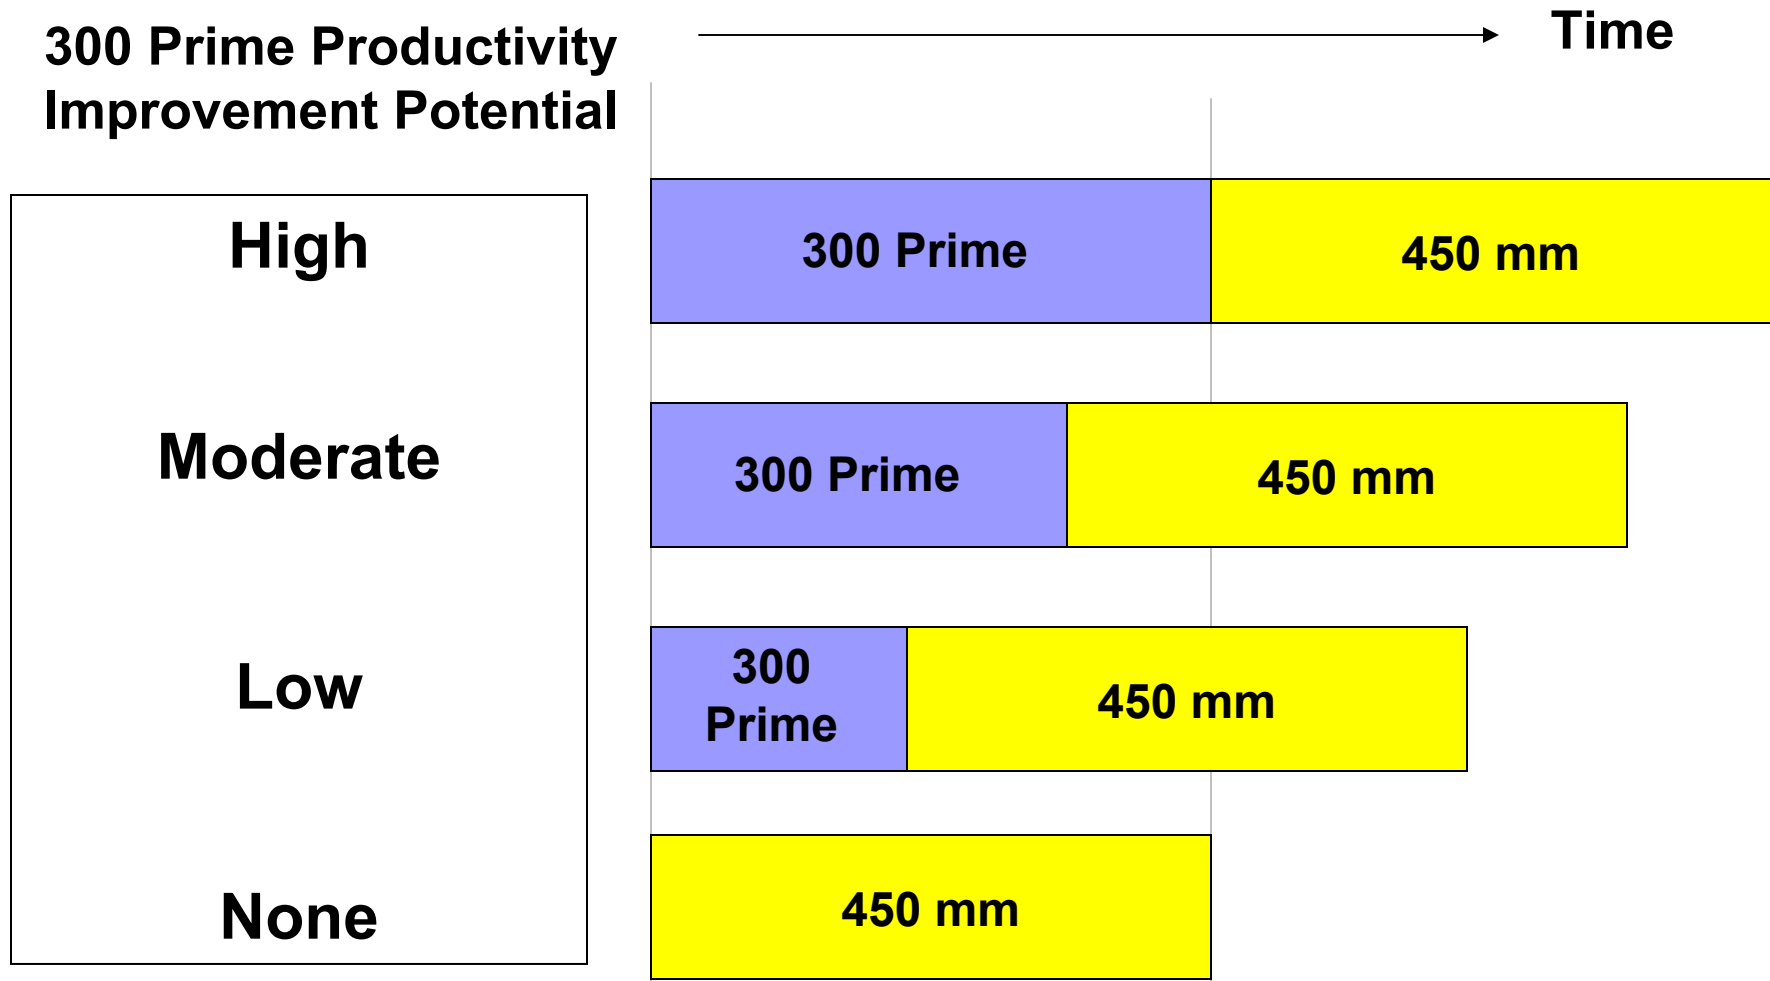 300 Prime Productivity
Improvement Potential
Time
High
300 Prime
450 mm
Moderate
300 Prime
450 mm
Low
300
Prime
450 mm
None
450 mm